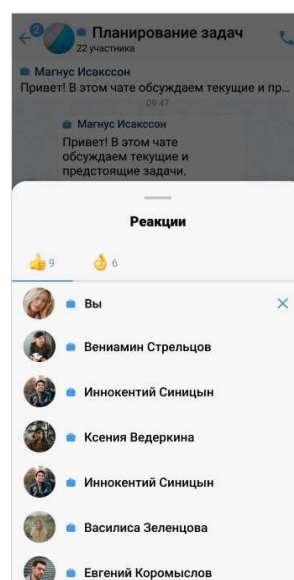 2
Планирование задач
22 участника
Магнус Исакссон
Привет! В этом чате обсуждаем текущие и пр...
09:47
Магнус Исакссон
Привет! В этом чате
обсуждаем текущие и
предстоящие задачи.
Реакции
9
6
Вы
Вениамин Стрельцов
Иннокентий Синицын
Ксения Ведеркина
Иннокентий Синицын
Василиса Зеленцова
Евгений Коромыслов